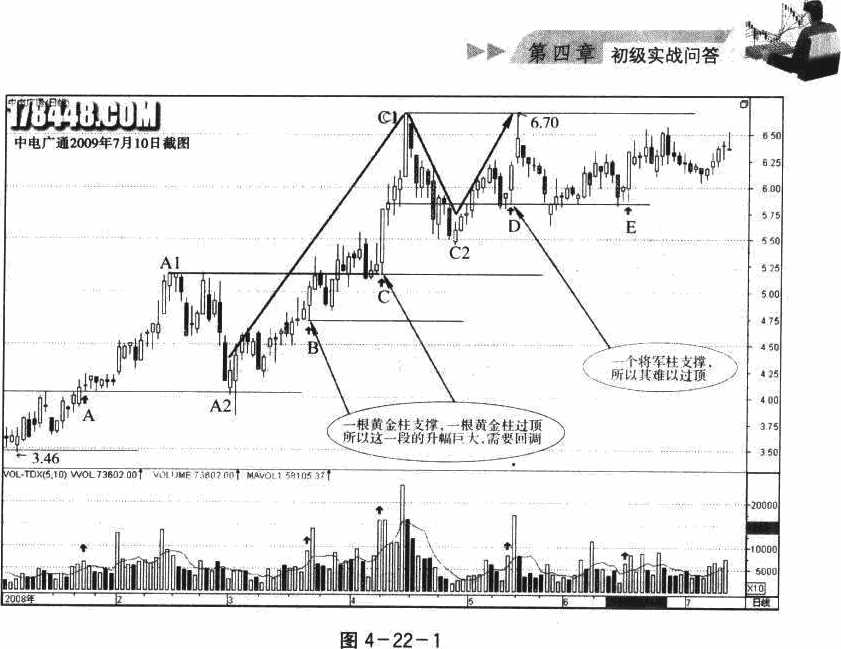 第四章 初级实战问答
178448.COM
中电广通2009年7月10日截图
C1
6.70
6.50
6.25
6.00
5.75
D
E
C2
5.50
A1
5.25
5.00
C
4.75
B
4.50
一个将军柱支撑,
所以其难以过顶
4.25
A2
4.00
A
一根黄金柱支撑,一根黄金柱过顶
所以这一段的升幅巨大,需要回调
3.75
3.46
3.50
VOL-TDX(5,10) VVOL:73602.00 VOLUME:73602.00 MAVOL1:59105.37
20000
10000
5000
X10
2008年 2 3 4 5 6 7 日线
图 4-22-1